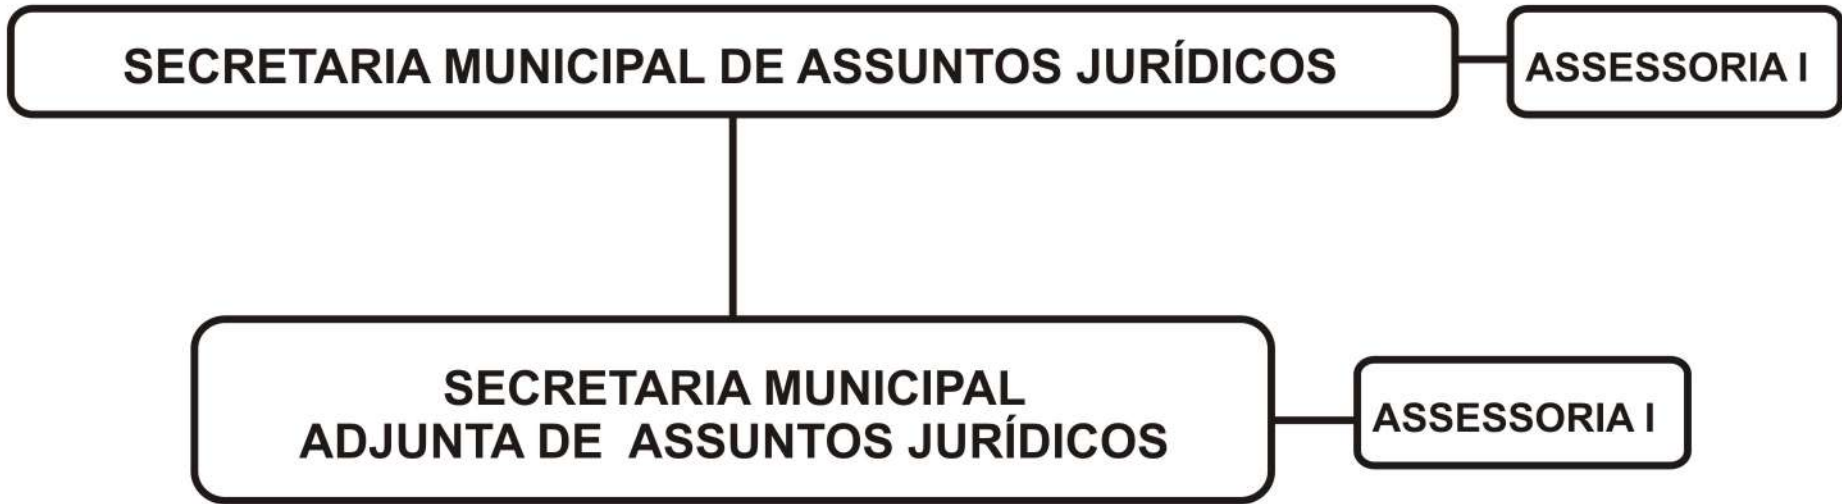 SECRETARIA MUNICIPAL DE ASSUNTOS JURÍDICOS
ASSESSORIA I
SECRETARIA MUNICIPAL
ADJUNTA DE ASSUNTOS JURÍDICOS
ASSESSORIA I